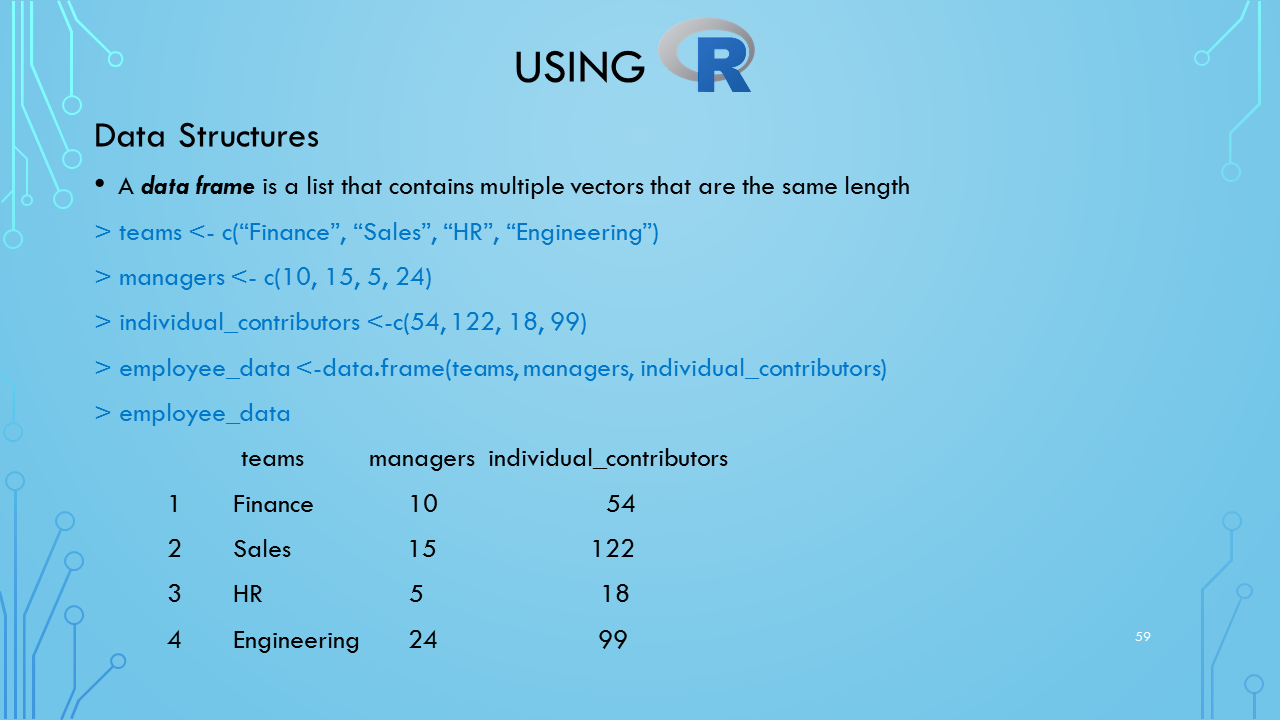 USING R
Data Structures
• A data frame is a list that contains multiple vectors that are the same length
> teams <- c(“Finance”, “Sales”, “HR”, “Engineering”)
> managers <- c(10, 15, 5, 24)
> individual_contributors <-c(54, 122, 18, 99)
> employee_data <-data.frame(teams, managers, individual_contributors)
> employee_data
teams managers individual_contributors
1 Finance 10 54
2 Sales 15 122
3 HR 5 18
4 Engineering 24 99
59